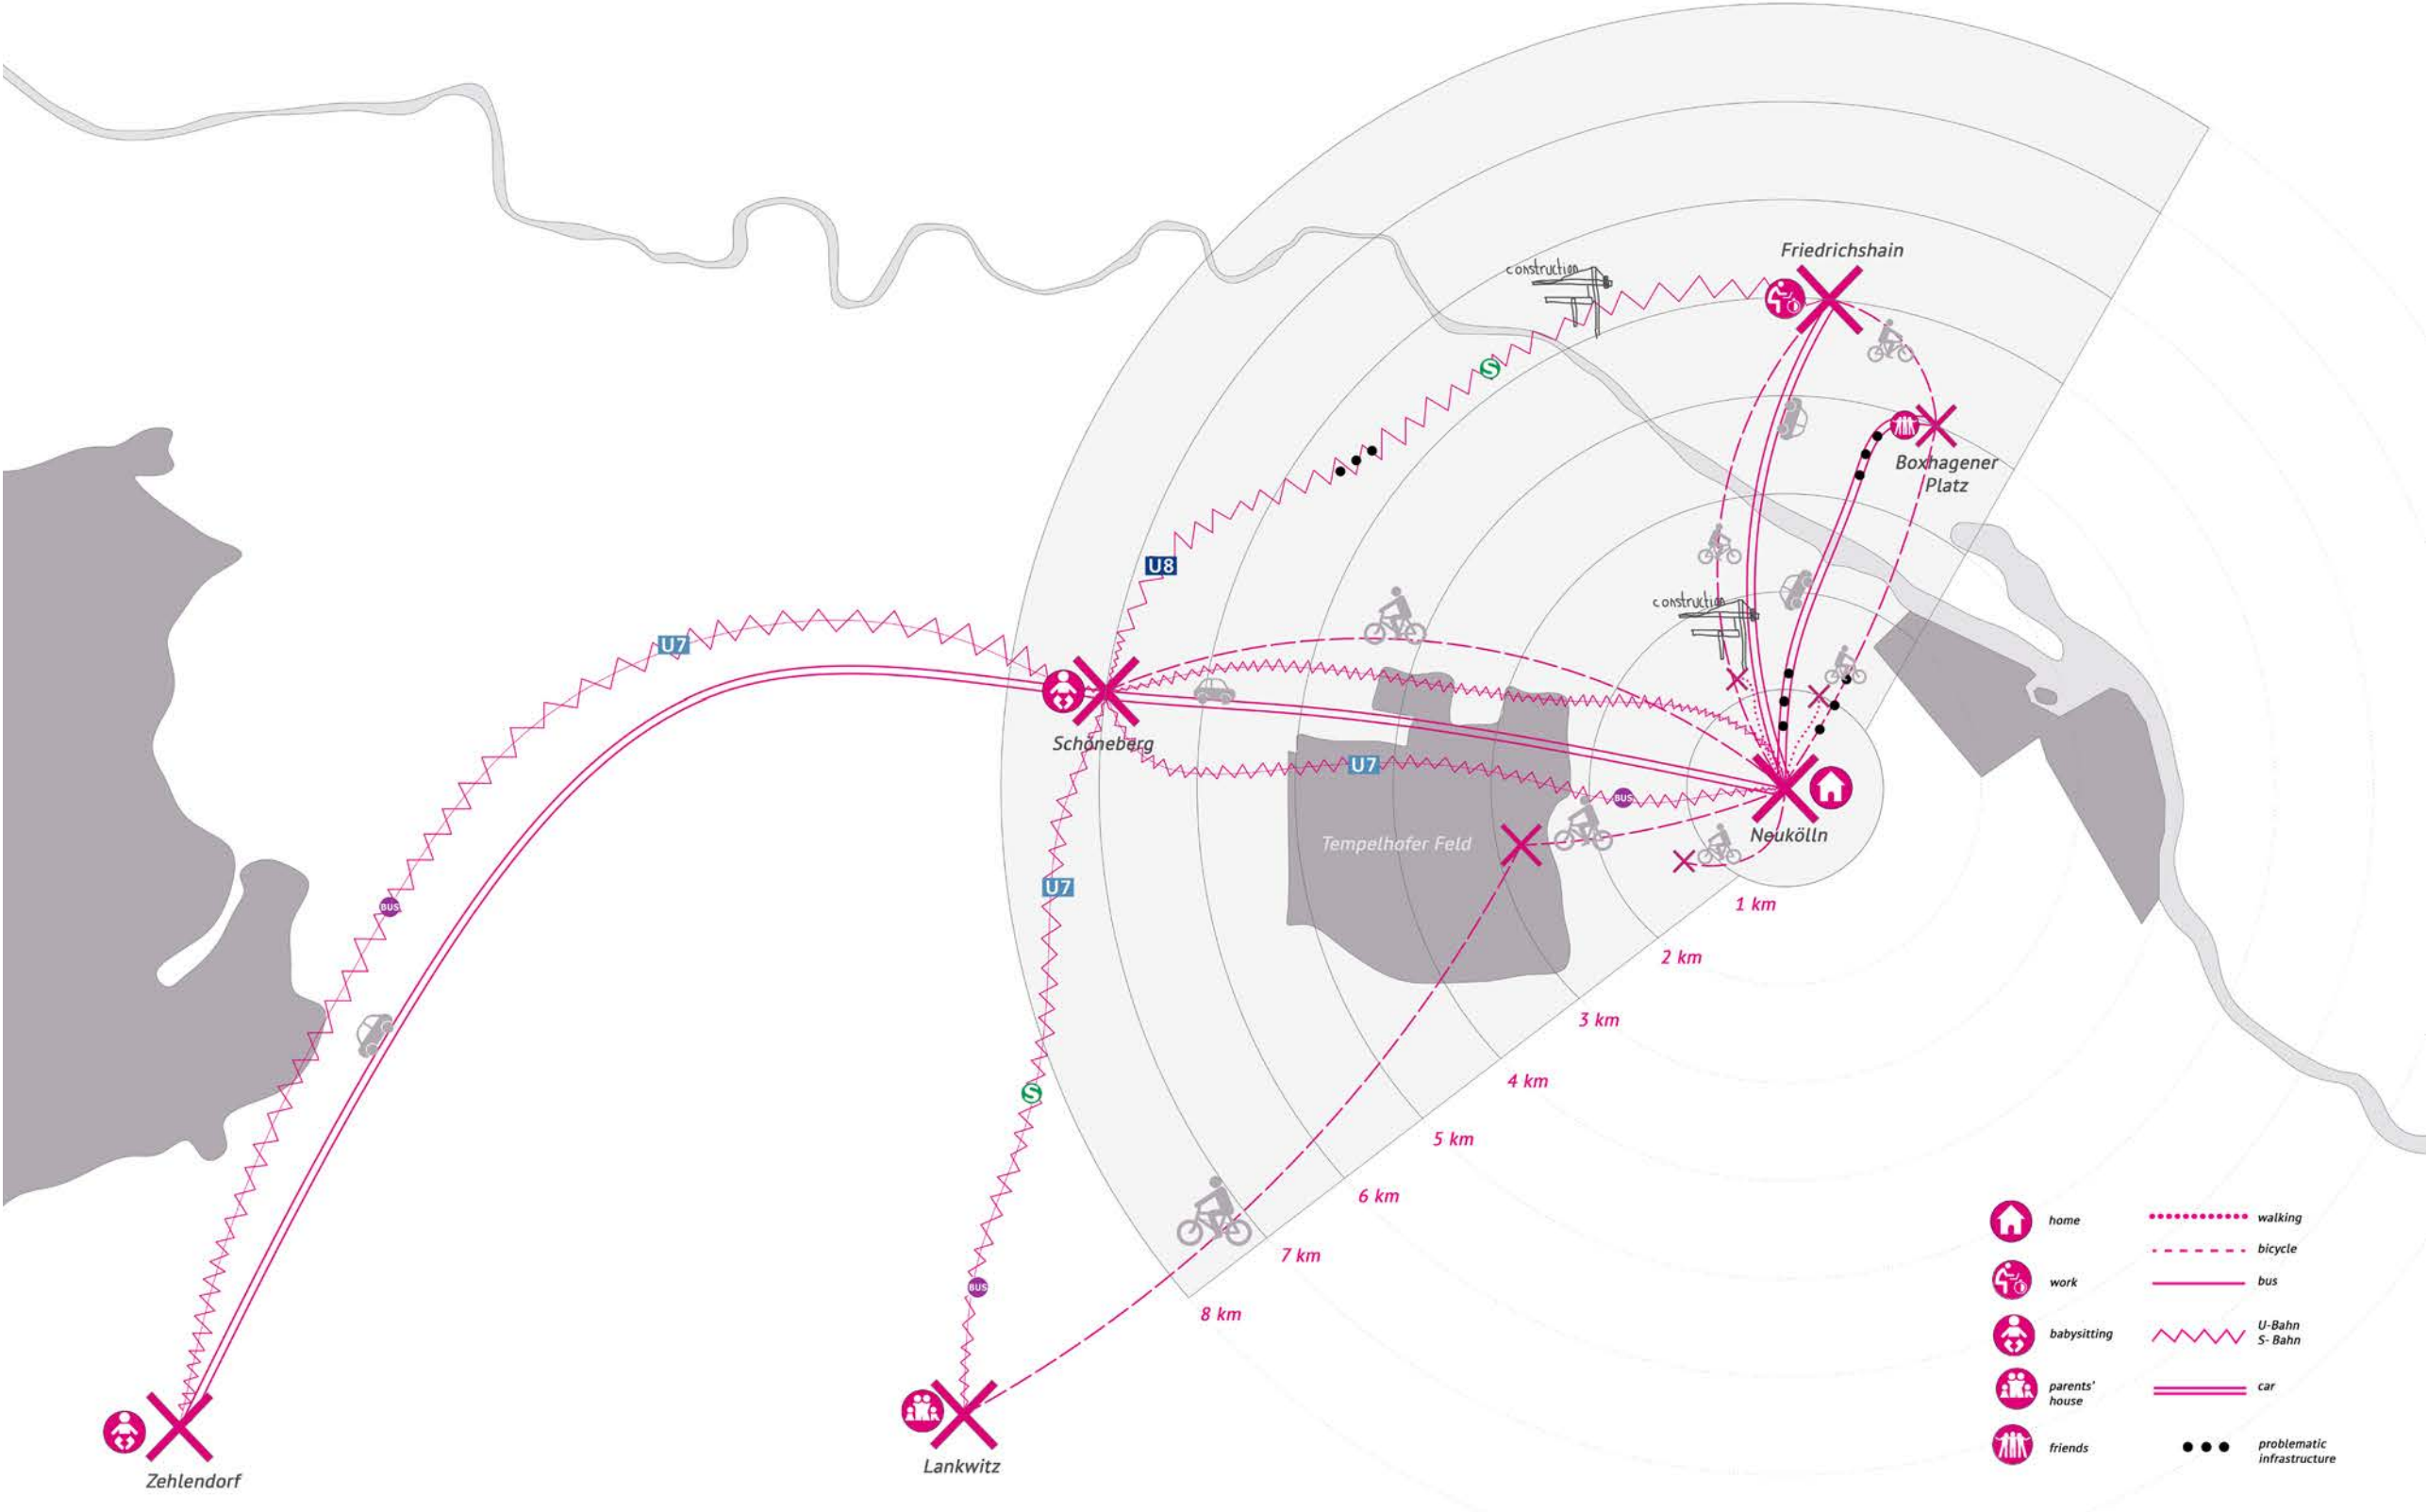 construction
Friedrichshain
S
Boxhagener
Platz
U8
construction
U7
Schöneberg
U7
BUS
Neukölln
Tempelhofer Feld
U7
BUS
1 km
2 km
3 km
4 km
5 km
6 km
7 km
8 km
S
BUS
Lankwitz
Zehlendorf
home
work
babysitting
parents'
house
friends
walking
bicycle
bus
U-Bahn
S- Bahn
car
problematic
infrastructure